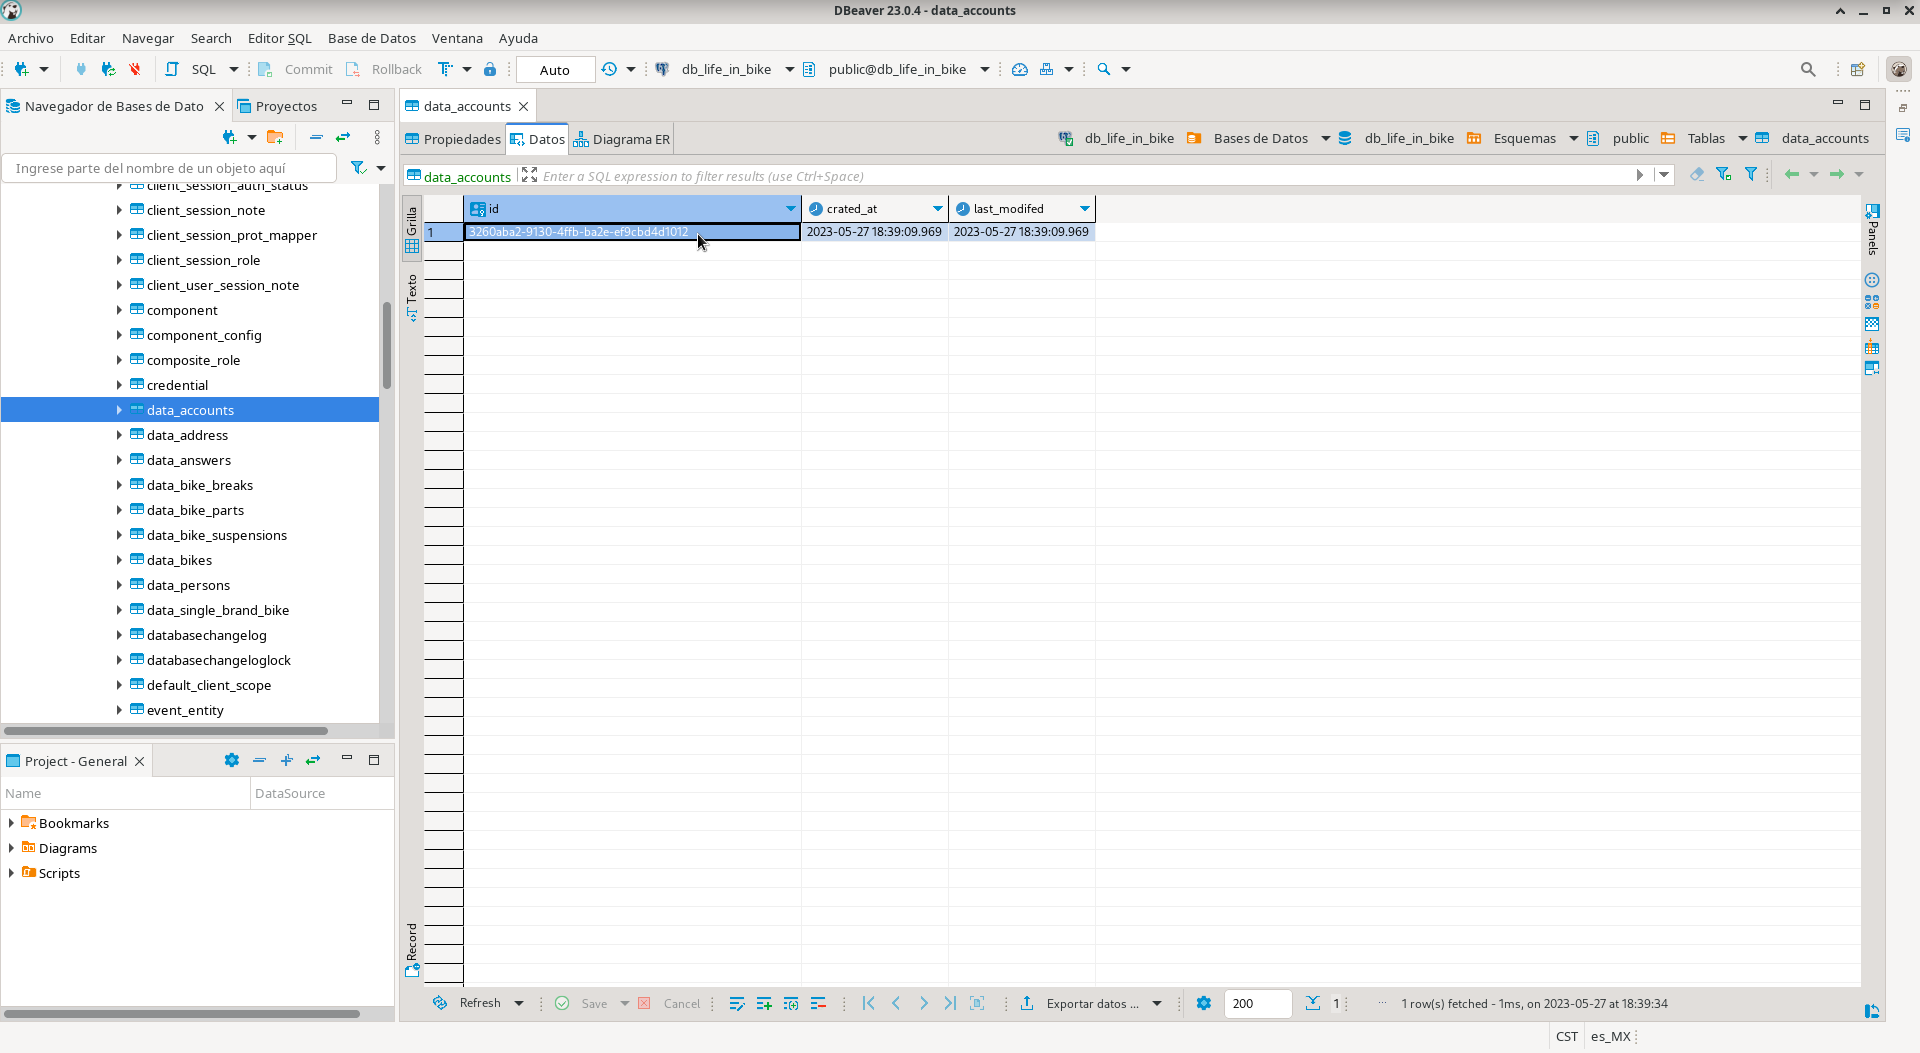 DBeaver 23.0.4 - data_accounts
Archivo Editar Navegar Search Editor SQL Base de Datos Ventana Ayuda
SQL Commit Rollback Auto db_life_in_bike public@db_life_in_bike
Navegador de Bases de Dato Proyectos
Ingrese parte del nombre de un objeto aquí
client_session_auth_status
client_session_note
client_session_prot_mapper
client_session_role
client_user_session_note
component
component_config
composite_role
credential
data_accounts
data_address
data_answers
data_bike_breaks
data_bike_parts
data_bike_suspensions
data_bikes
data_persons
data_single_brand_bike
databasechangelog
databasechangeloglock
default_client_scope
event_entity
Project - General
Name DataSource
Bookmarks
Diagrams
Scripts
data_accounts
Propiedades Datos Diagrama ER db_life_in_bike Bases de Datos db_life_in_bike Esquemas public Tablas data_accounts
data_accounts Enter a SQL expression to filter results (use Ctrl+Space)
Grilla
Texto
Record
id crated_at last_modifed
1 3260aba2-9130-4ffb-ba2e-ef9cbd4d1012 2023-05-27 18:39:09.969 2023-05-27 18:39:09.969
Panels
Refresh Save Cancel Exportar datos ... 200 1 ··· 1 row(s) fetched - 1ms, on 2023-05-27 at 18:39:34
CST es_MX